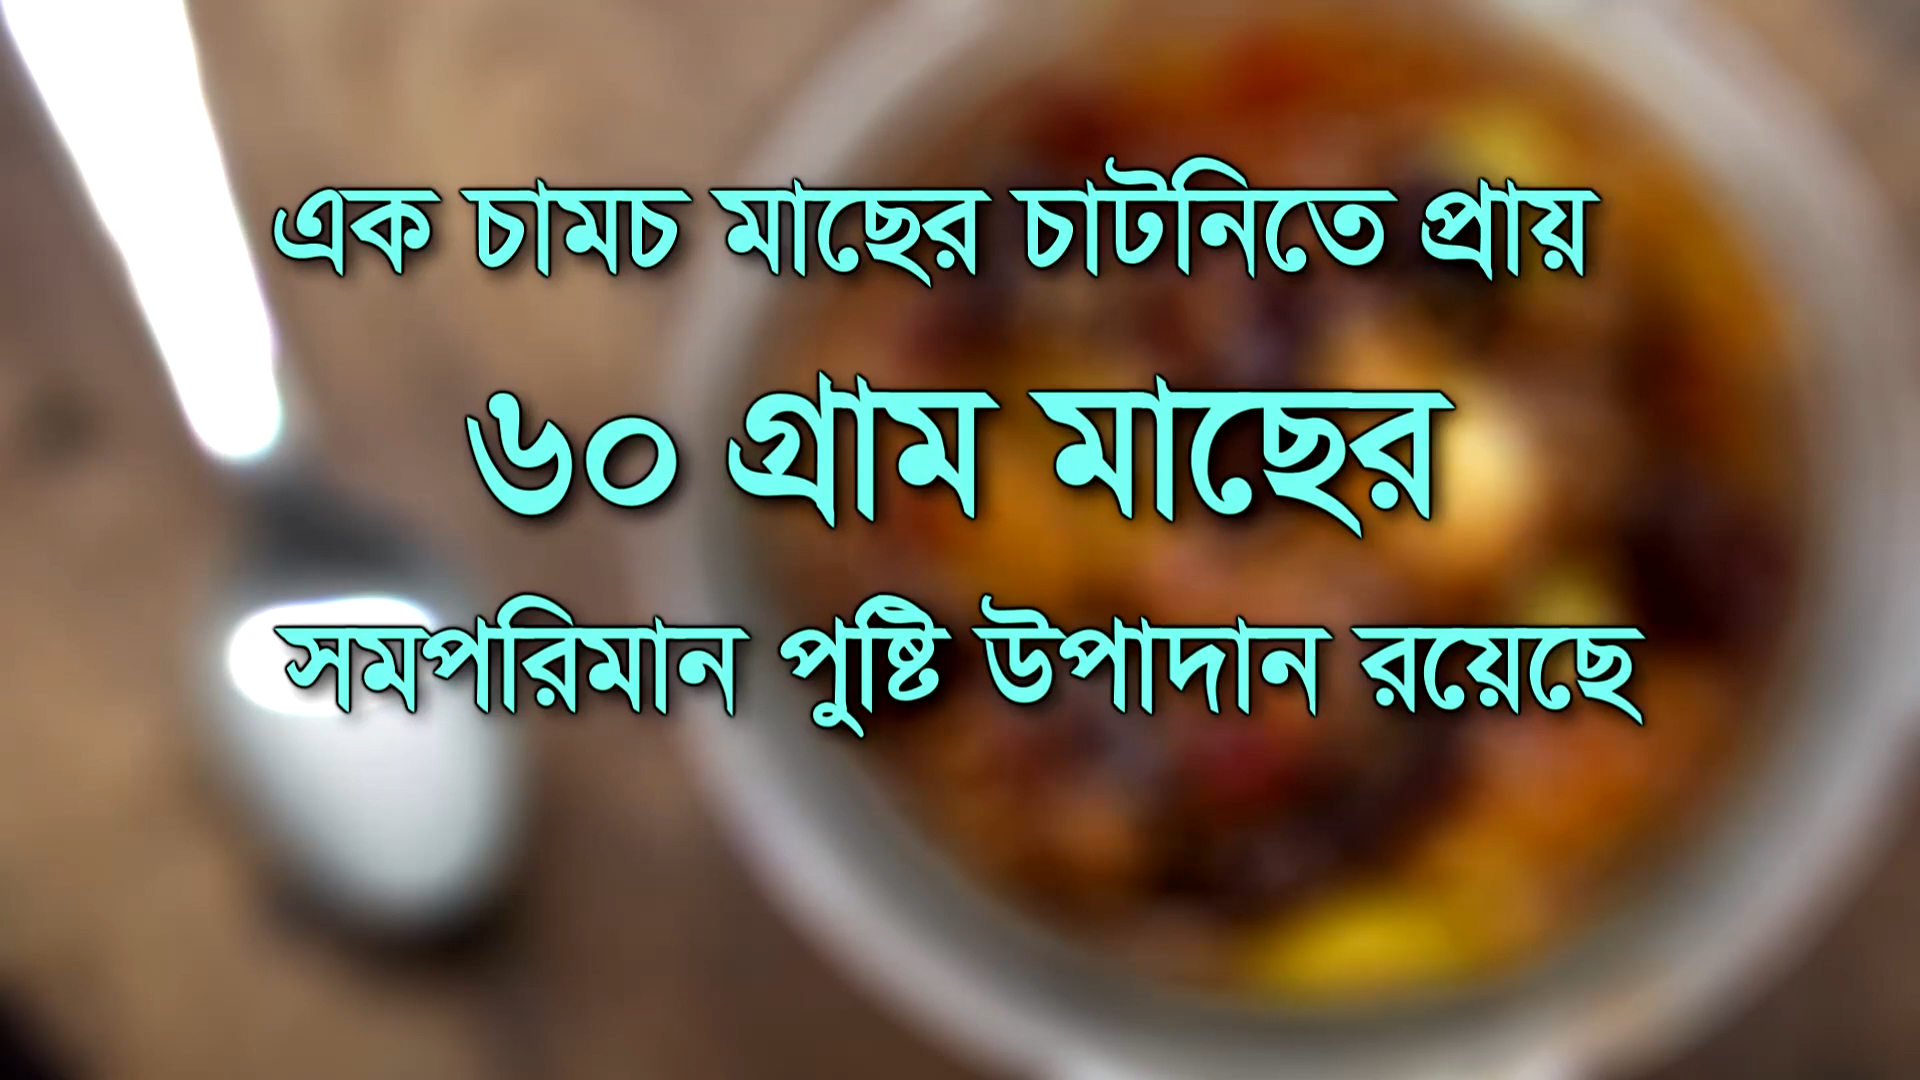 এক চামচ মাছের চাটনিতে প্রায়
৬০ গ্রাম মাছের
সমপরিমান পুষ্টি উপাদান রয়েছে